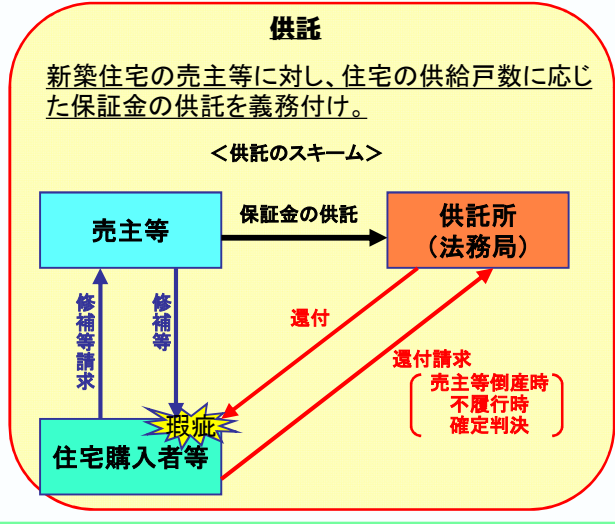 供託
新築住宅の売主等に対し、住宅の供給戸数に応じ
た保証金の供託を義務付け。
＜供託のスキーム＞
売主等
保証金の供託
供託所
（法務局）
修補等請求
修補等
還付
還付請求
売主等倒産時
不履行時
確定判決
瑕疵
住宅購入者等